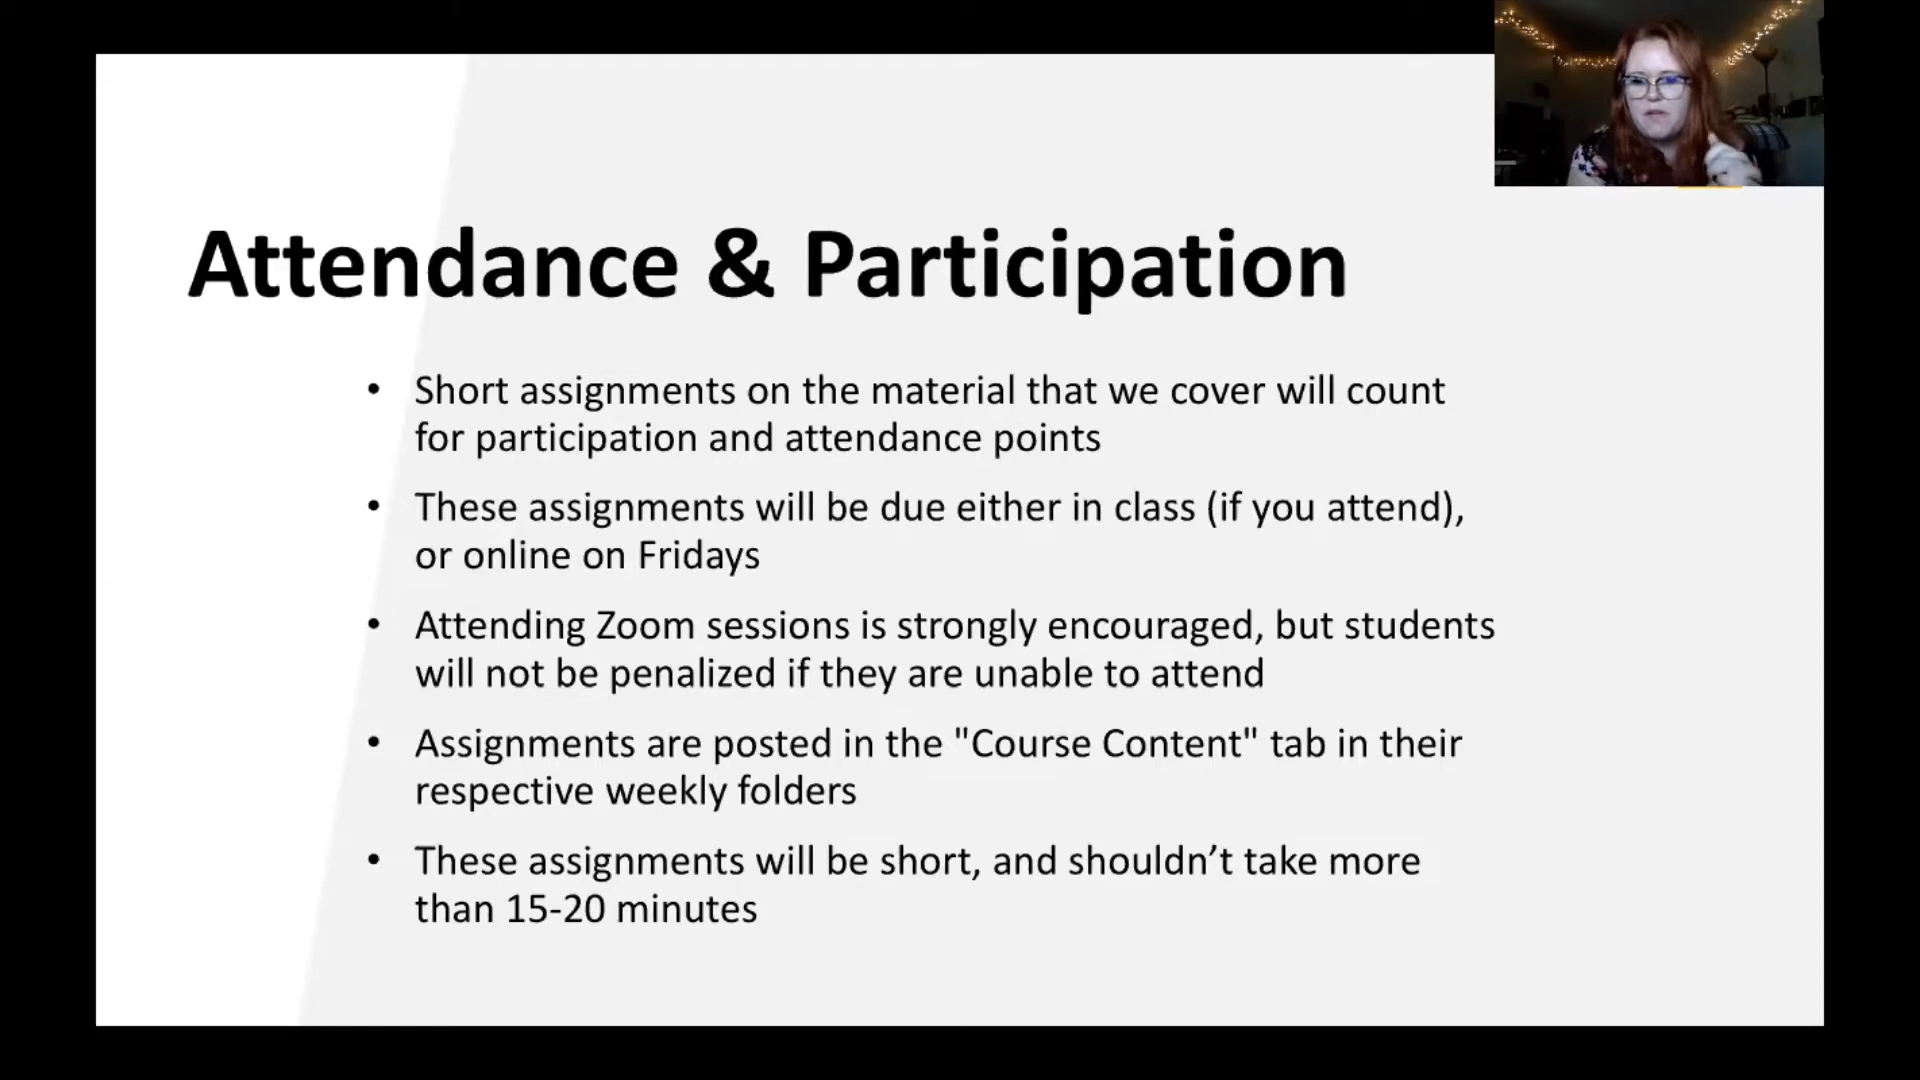 Attendance & Participation
• Short assignments on the material that we cover will count
for participation and attendance points
• These assignments will be due either in class (if you attend),
or online on Fridays
• Attending Zoom sessions is strongly encouraged, but students
will not be penalized if they are unable to attend
• Assignments are posted in the "Course Content" tab in their
respective weekly folders
• These assignments will be short, and shouldn’t take more
than 15-20 minutes